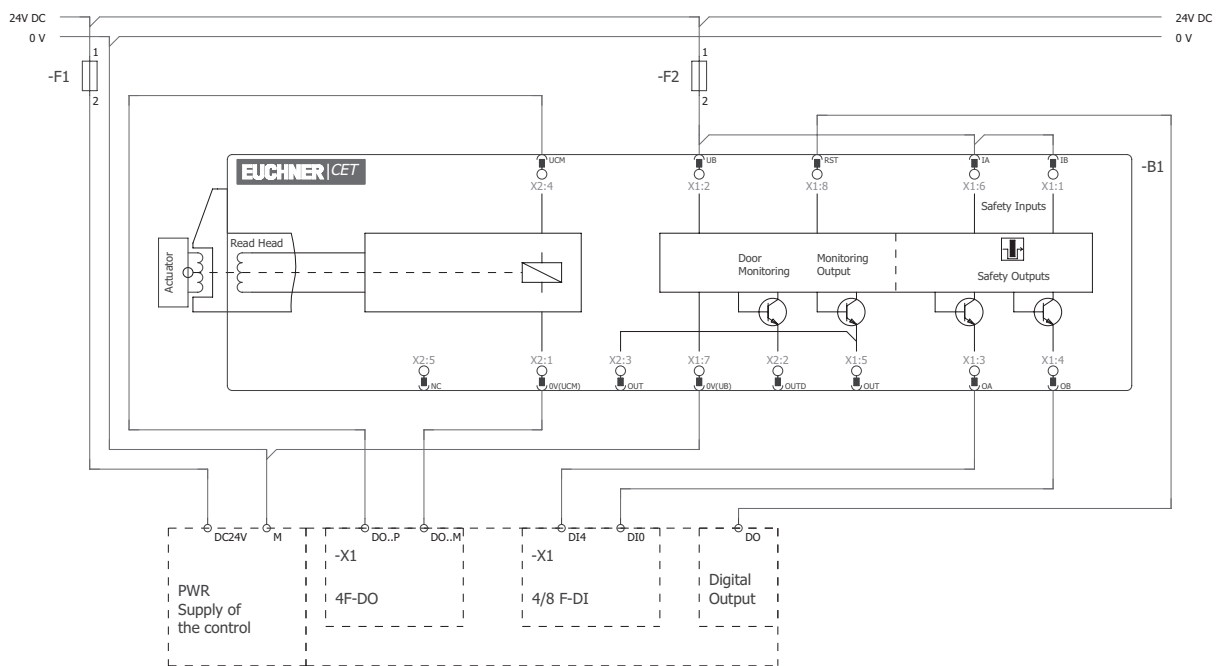 24V DC
24V DC
0 V
0 V
1
1
-F1
-F2
2
2
UCM
UB
RST
IA
IB
EUCHNER CET
-B1
X2:4
X1:2
X1:8
X1:6
X1:1
Safety Inputs
Read Head
Actuator
Door
Monitoring
Monitoring
Output
Safety Outputs
X2:5
X2:1
X2:3
X1:7
X2:2
X1:5
X1:3
X1:4
NC
0V(UCM)
OUT
0V(UB)
OUTD
OUT
OA
OB
DC24V
M
DO..P
DO..M
DI4
DI0
DO
-X1
-X1
4F-DO
4/8 F-DI
Digital
Output
PWR
Supply of
the control